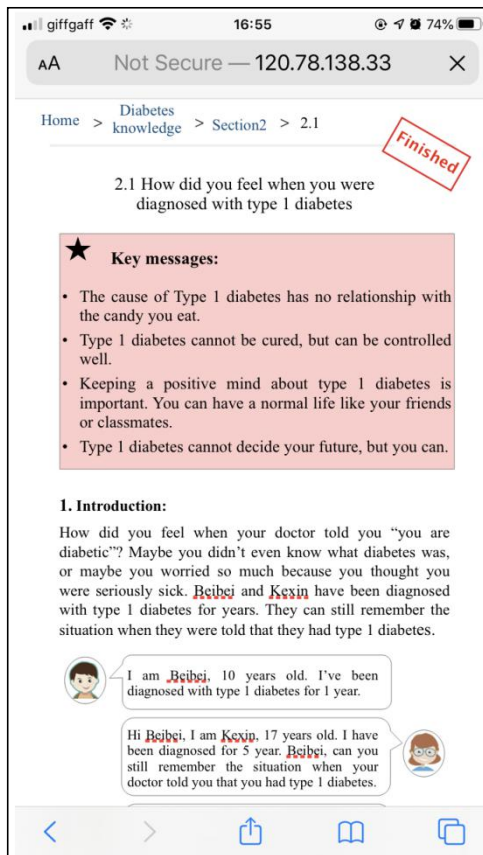 giffgaff 16:55 74%
AA Not Secure — 120.78.138.33
Home > Diabetes knowledge > Section2 > 2.1
Finished
2.1 How did you feel when you were
diagnosed with type 1 diabetes
Key messages:
• The cause of Type 1 diabetes has no relationship with
the candy you eat.
• Type 1 diabetes cannot be cured, but can be controlled
well.
• Keeping a positive mind about type 1 diabetes is
important. You can have a normal life like your friends
or classmates.
• Type 1 diabetes cannot decide your future, but you can.
1. Introduction:
How did you feel when your doctor told you “you are
diabetic”? Maybe you didn’t even know what diabetes was,
or maybe you worried so much because you thought you
were seriously sick. Beibei and Kexin have been diagnosed
with type 1 diabetes for years. They can still remember the
situation when they were told that they had type 1 diabetes.
I am Beibei, 10 years old. I’ve been
diagnosed with type 1 diabetes for 1 year.
Hi Beibei, I am Kexin, 17 years old. I have
been diagnosed for 5 year. Beibei, can you
still remember the situation when your
doctor told you that you had type 1 diabetes.